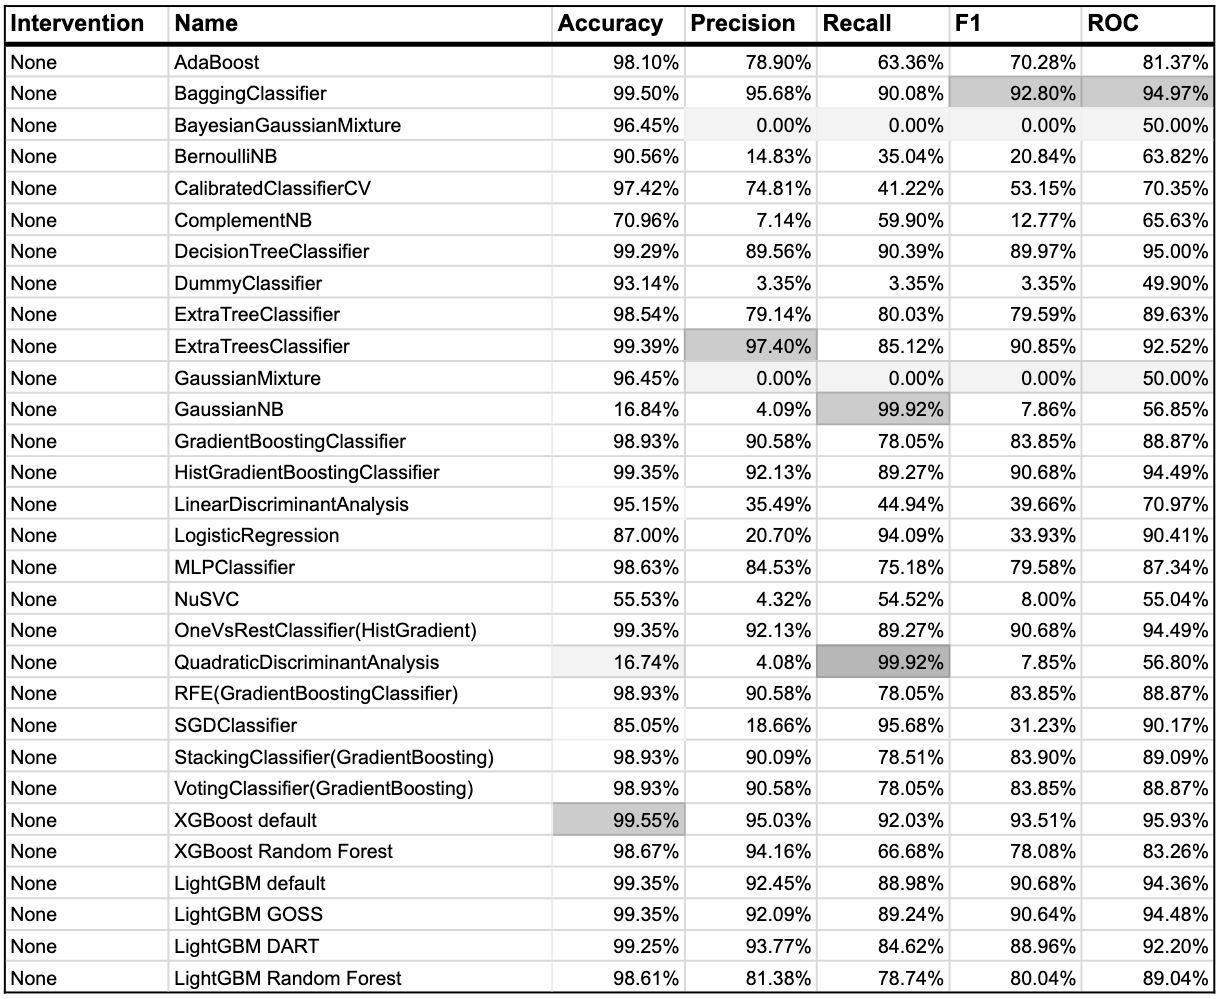 Intervention Name Accuracy Precision Recall F1 ROC
None AdaBoost 98.10% 78.90% 63.36% 70.28% 81.37%
None BaggingClassifier 99.50% 95.68% 90.08% 92.80% 94.97%
None BayesianGaussianMixture 96.45% 0.00% 0.00% 0.00% 50.00%
None BernoulliNB 90.56% 14.83% 35.04% 20.84% 63.82%
None CalibratedClassifierCV 97.42% 74.81% 41.22% 53.15% 70.35%
None ComplementNB 70.96% 7.14% 59.90% 12.77% 65.63%
None DecisionTreeClassifier 99.29% 89.56% 90.39% 89.97% 95.00%
None DummyClassifier 93.14% 3.35% 3.35% 3.35% 49.90%
None ExtraTreeClassifier 98.54% 79.14% 80.03% 79.59% 89.63%
None ExtraTreesClassifier 99.39% 97.40% 85.12% 90.85% 92.52%
None GaussianMixture 96.45% 0.00% 0.00% 0.00% 50.00%
None GaussianNB 16.84% 4.09% 99.92% 7.86% 56.85%
None GradientBoostingClassifier 98.93% 90.58% 78.05% 83.85% 88.87%
None HistGradientBoostingClassifier 99.35% 92.13% 89.27% 90.68% 94.49%
None LinearDiscriminantAnalysis 95.15% 35.49% 44.94% 39.66% 70.97%
None LogisticRegression 87.00% 20.70% 94.09% 33.93% 90.41%
None MLPClassifier 98.63% 84.53% 75.18% 79.58% 87.34%
None NuSVC 55.53% 4.32% 54.52% 8.00% 55.04%
None OneVsRestClassifier(HistGradient) 99.35% 92.13% 89.27% 90.68% 94.49%
None QuadraticDiscriminantAnalysis 16.74% 4.08% 99.92% 7.85% 56.80%
None RFE(GradientBoostingClassifier) 98.93% 90.58% 78.05% 83.85% 88.87%
None SGDClassifier 85.05% 18.66% 95.68% 31.23% 90.17%
None StackingClassifier(GradientBoosting) 98.93% 90.09% 78.51% 83.90% 89.09%
None VotingClassifier(GradientBoosting) 98.93% 90.58% 78.05% 83.85% 88.87%
None XGBoost default 99.55% 95.03% 92.03% 93.51% 95.93%
None XGBoost Random Forest 98.67% 94.16% 66.68% 78.08% 83.26%
None LightGBM default 99.35% 92.45% 88.98% 90.68% 94.36%
None LightGBM GOSS 99.35% 92.09% 89.24% 90.64% 94.48%
None LightGBM DART 99.25% 93.77% 84.62% 88.96% 92.20%
None LightGBM Random Forest 98.61% 81.38% 78.74% 80.04% 89.04%